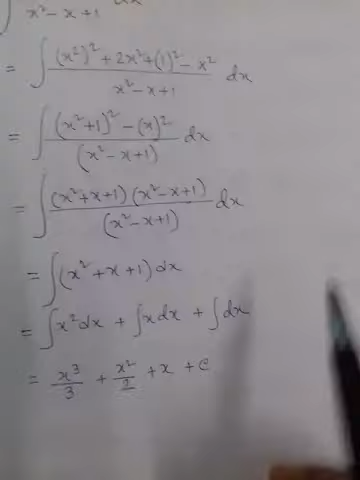 ∫ x² - x + 1 dx
= ∫ (x²)² + 2x² + (1)² - x² / x² - x + 1 dx
= ∫ (x² + 1)² - (x)² / (x² - x + 1) dx
= ∫ (x² + x + 1) (x² - x + 1) / (x² - x + 1) dx
= ∫ (x² + x + 1) dx
= ∫ x² dx + ∫ x dx + ∫ dx
= x³/3 + x²/2 + x + c